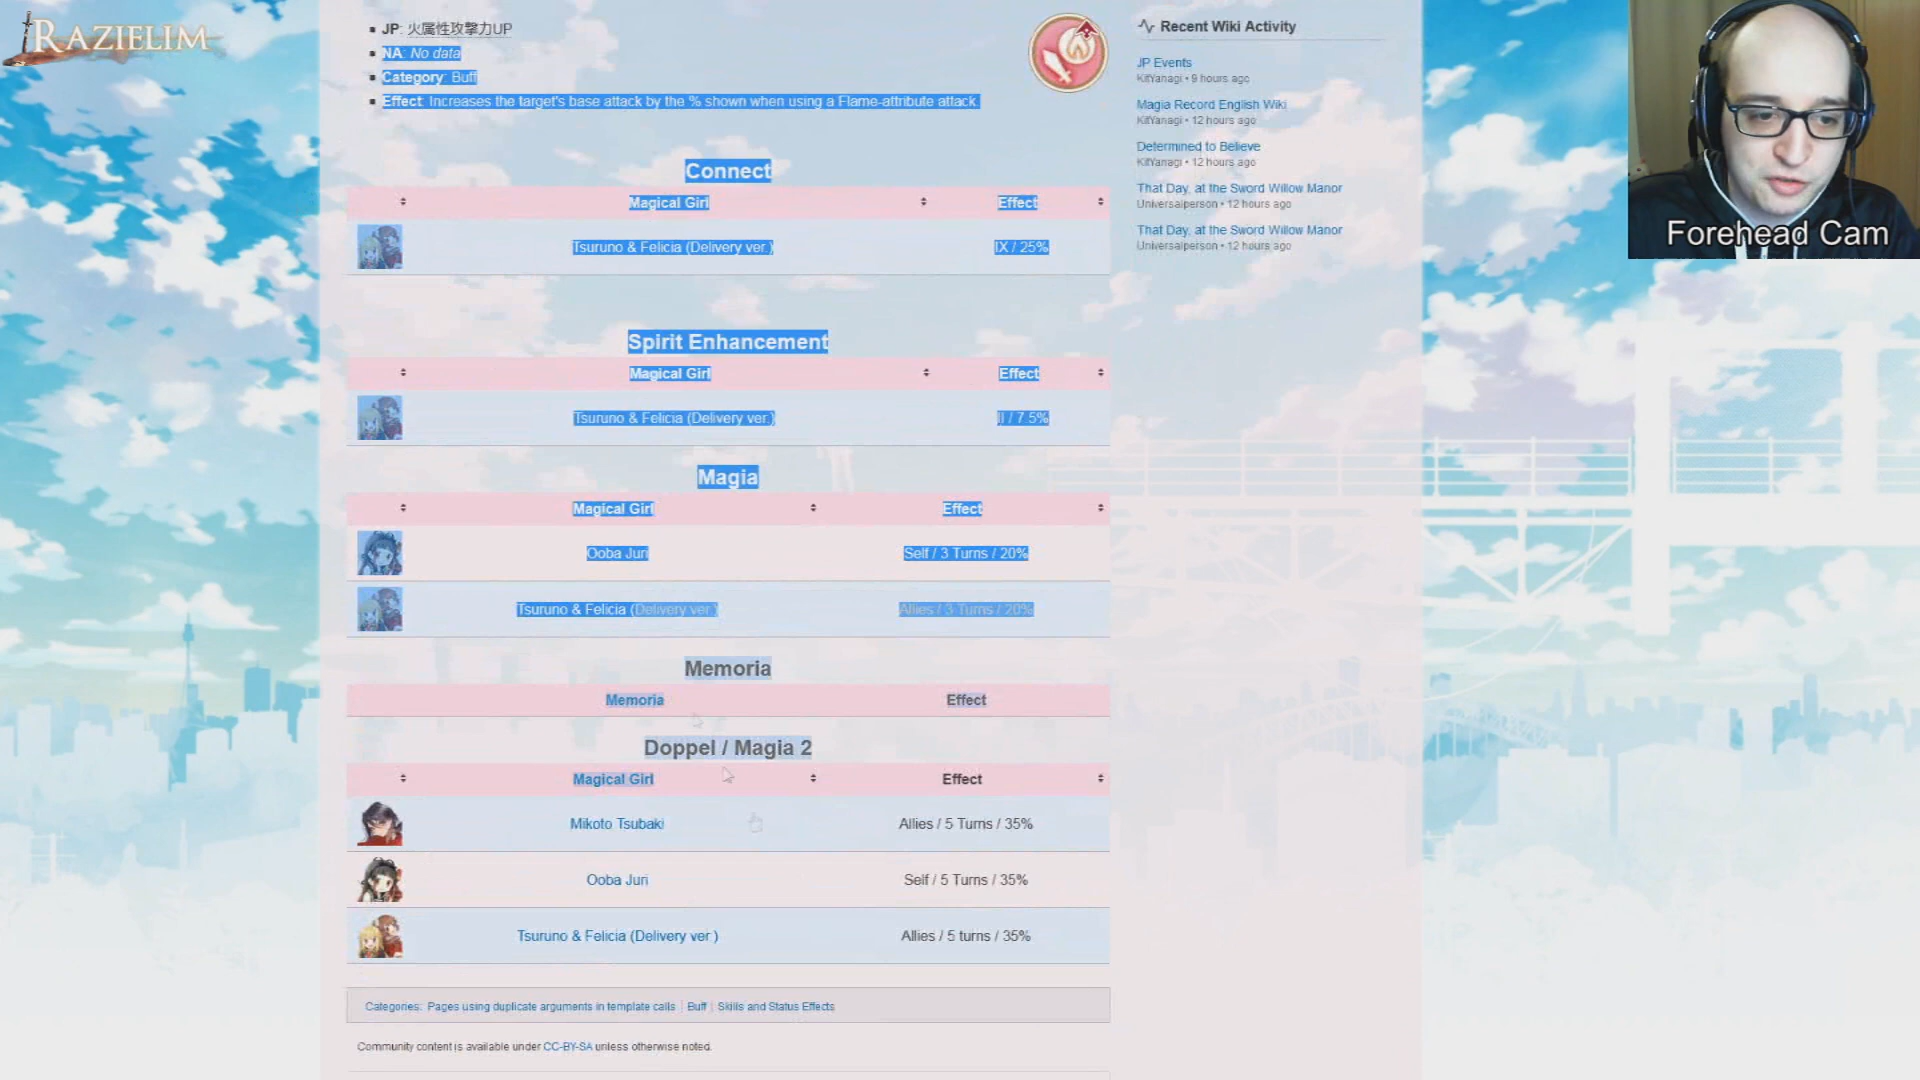 RAZIELIM
JP: 火属性攻撃力UP
NA: No data
Category: Buff
Effect: Increases the target's base attack by the % shown when using a Flame-attribute attack.
Connect
Magical Girl Effect
Tsuruno & Felicia (Delivery ver.) IX / 25%
Spirit Enhancement
Magical Girl Effect
Tsuruno & Felicia (Delivery ver.) II / 7.5%
Magia
Magical Girl Effect
Ooba Juri Self / 3 Turns / 20%
Tsuruno & Felicia (Delivery ver.) Allies / 3 Turns / 20%
Memoria
Memoria Effect
Doppel / Magia 2
Magical Girl Effect
Mikoto Tsubaki Allies / 5 Turns / 35%
Ooba Juri Self / 5 Turns / 35%
Tsuruno & Felicia (Delivery ver.) Allies / 5 turns / 35%
Categories: Pages using duplicate arguments in template calls | Buff | Skills and Status Effects
Community content is available under CC-BY-SA unless otherwise noted.
Recent Wiki Activity
JP Events
KitYanagi • 9 hours ago
Magia Record English Wiki
KitYanagi • 12 hours ago
Determined to Believe
KitYanagi • 12 hours ago
That Day, at the Sword Willow Manor
Universalperson • 12 hours ago
That Day, at the Sword Willow Manor
Universalperson • 12 hours ago
Forehead Cam